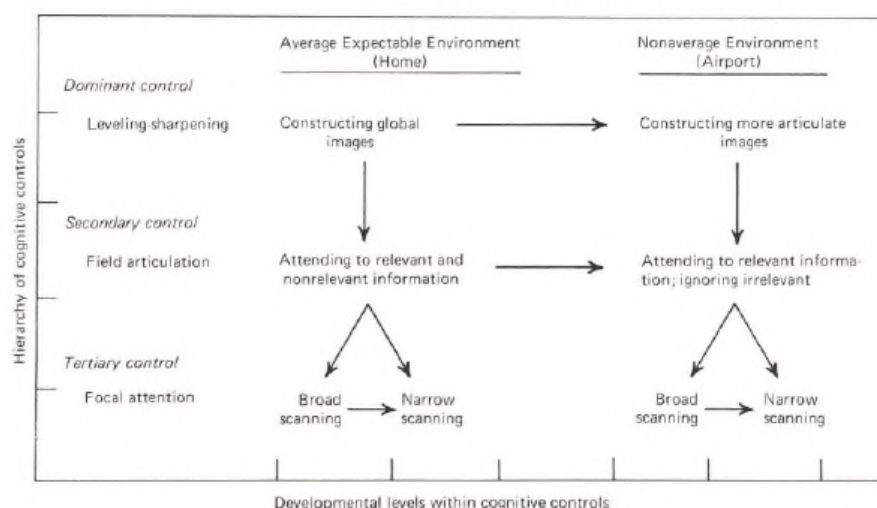 Average Expectable Environment
(Home)
Nonaverage Environment
(Airport)
Dominant control
Leveling-sharpening
Constructing global
images
Constructing more articulate
images
Secondary control
Field articulation
Attending to relevant and
nonrelevant information
Attending to relevant informa-
tion; ignoring irrelevant
Tertiary control
Focal attention
Broad
scanning
Narrow
scanning
Broad
scanning
Narrow
scanning
Hierarchy of cognitive controls
Developmental levels within cognitive controls